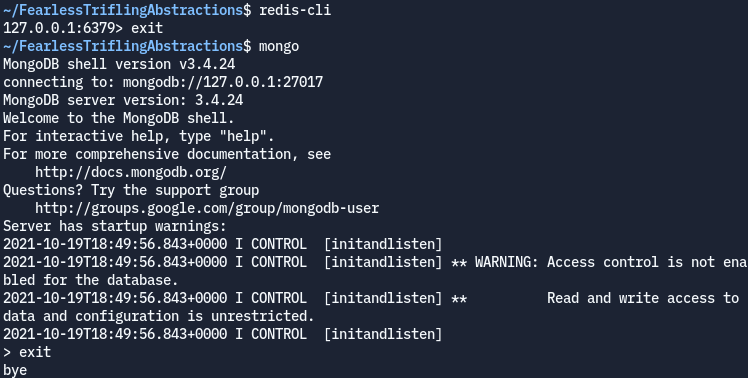 ~/FearlessTriflingAbstractions$ redis-cli
127.0.0.1:6379> exit
~/FearlessTriflingAbstractions$ mongo
MongoDB shell version v3.4.24
connecting to: mongodb://127.0.0.1:27017
MongoDB server version: 3.4.24
Welcome to the MongoDB shell.
For interactive help, type "help".
For more comprehensive documentation, see
    http://docs.mongodb.org/
Questions? Try the support group
    http://groups.google.com/group/mongodb-user
Server has startup warnings:
2021-10-19T18:49:56.843+0000 I CONTROL  [initandlisten]
2021-10-19T18:49:56.843+0000 I CONTROL  [initandlisten] ** WARNING: Access control is not ena
bled for the database.
2021-10-19T18:49:56.843+0000 I CONTROL  [initandlisten] **          Read and write access to
data and configuration is unrestricted.
2021-10-19T18:49:56.843+0000 I CONTROL  [initandlisten]
> exit
bye